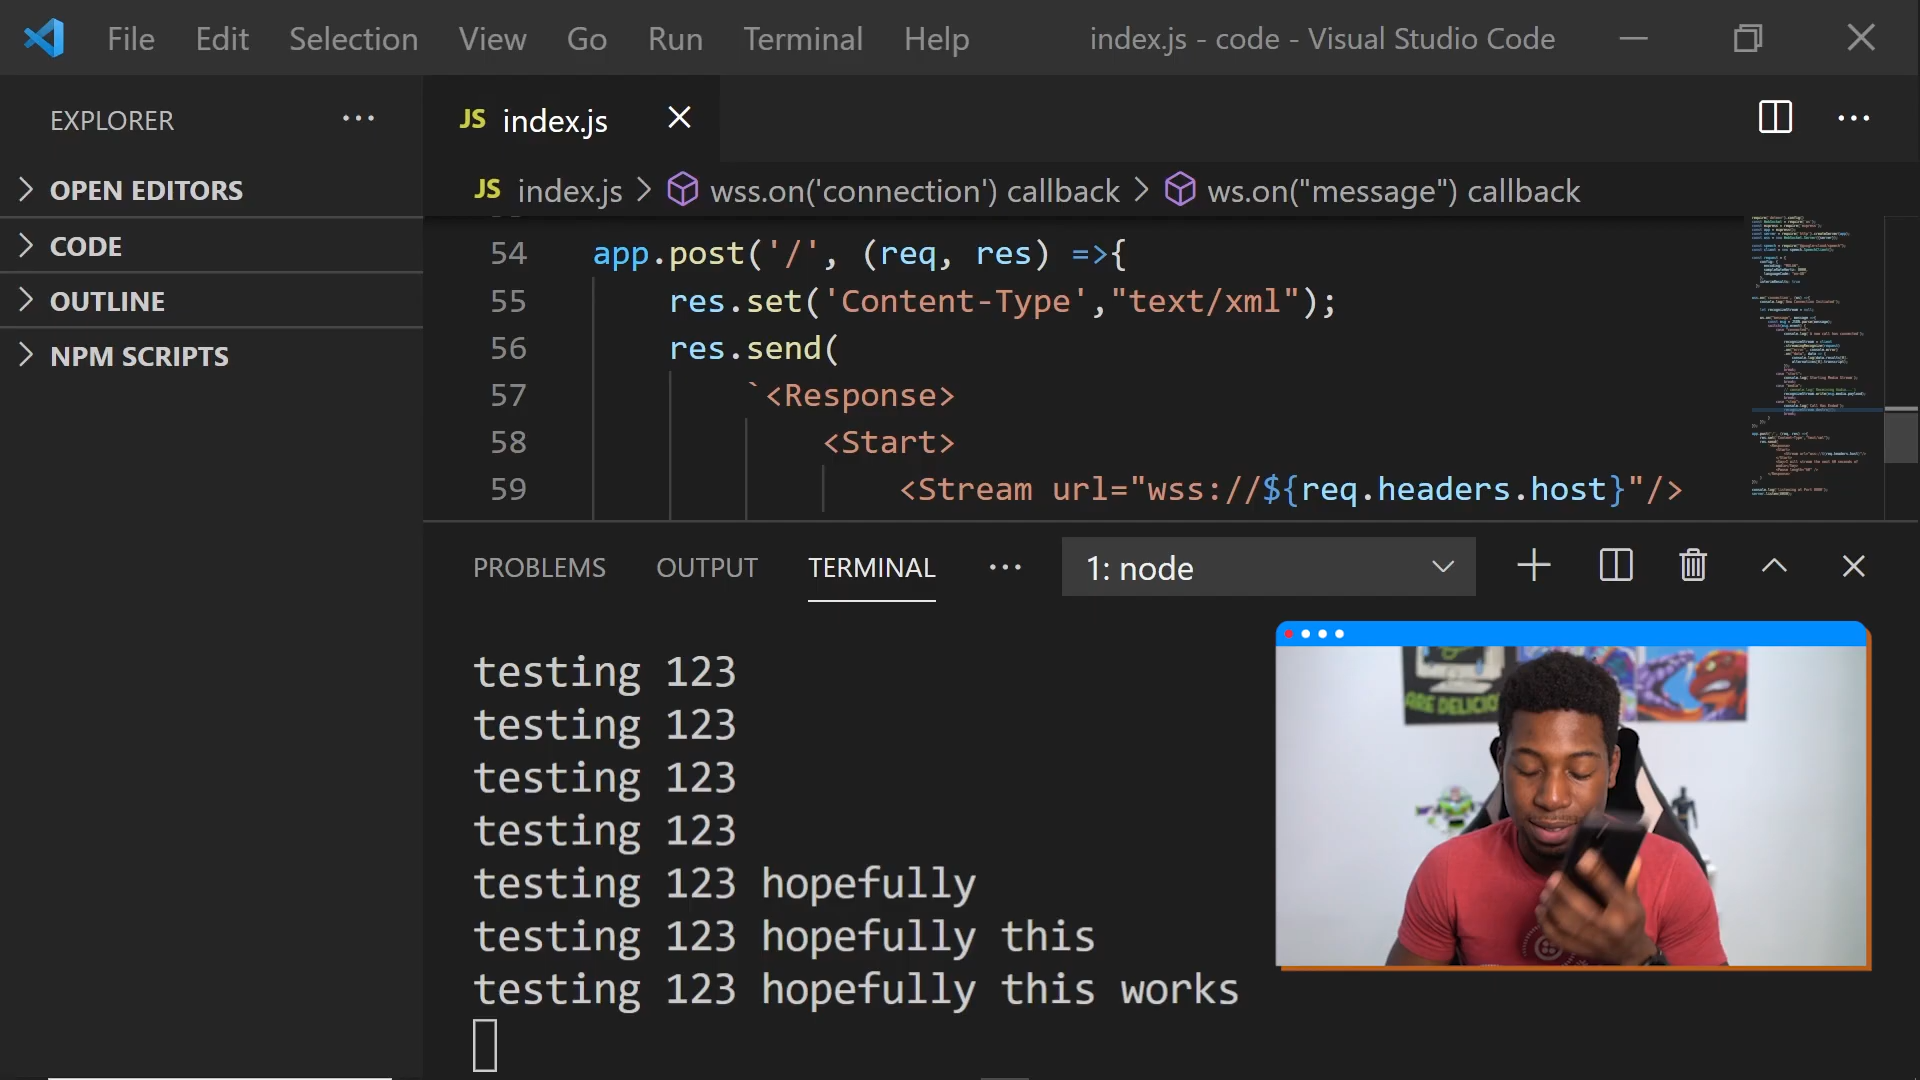 File Edit Selection View Go Run Terminal Help index.js - code - Visual Studio Code
EXPLORER
OPEN EDITORS
CODE
OUTLINE
NPM SCRIPTS
JS index.js
JS index.js > wss.on('connection') callback > ws.on("message") callback
54 app.post('/', (req, res) =>{
55 res.set('Content-Type',"text/xml");
56 res.send(
57 `<Response>
58 <Start>
59 <Stream url="wss://${req.headers.host}"/>
PROBLEMS OUTPUT TERMINAL 1: node
testing 123
testing 123
testing 123
testing 123
testing 123 hopefully
testing 123 hopefully this
testing 123 hopefully this works
ARE DELICIO